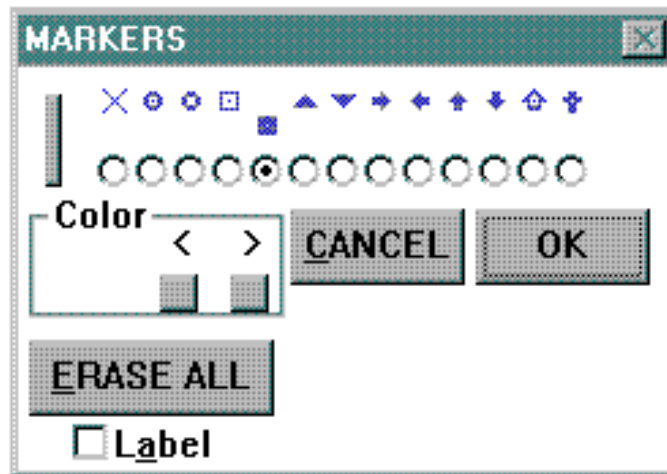 MARKERS
Color
< >
CANCEL OK
ERASE ALL
Label